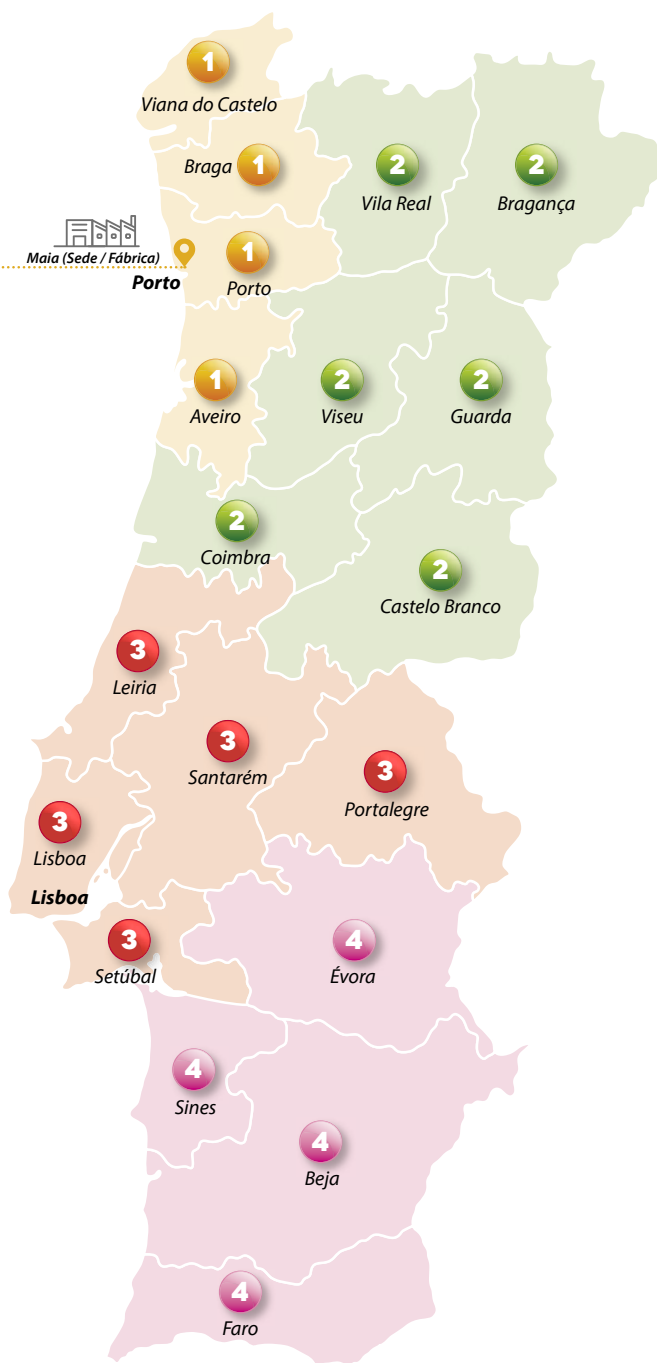 1
Viana do Castelo
Braga 1
2
Vila Real
2
Bragança
Maia (Sede / Fábrica)
Porto
1
Porto
1
Aveiro
2
Viseu
2
Guarda
2
Coimbra
2
Castelo Branco
3
Leiria
3
Santarém
3
Portalegre
3
Lisboa
Lisboa
3
Setúbal
4
Évora
4
Sines
4
Beja
4
Faro